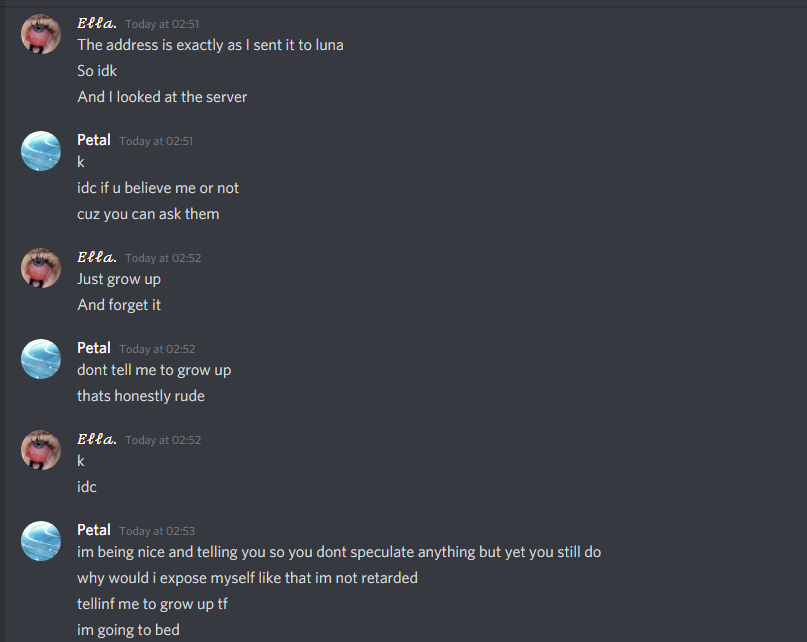 Ella. Today at 02:51
The address is exactly as I sent it to luna
So idk
And I looked at the server
Petal Today at 02:51
k
idc if u believe me or not
cuz you can ask them
Ella. Today at 02:52
Just grow up
And forget it
Petal Today at 02:52
dont tell me to grow up
thats honestly rude
Ella. Today at 02:52
k
idc
Petal Today at 02:53
im being nice and telling you so you dont speculate anything but yet you still do
why would i expose myself like that im not retarded
tellinf me to grow up tf
im going to bed